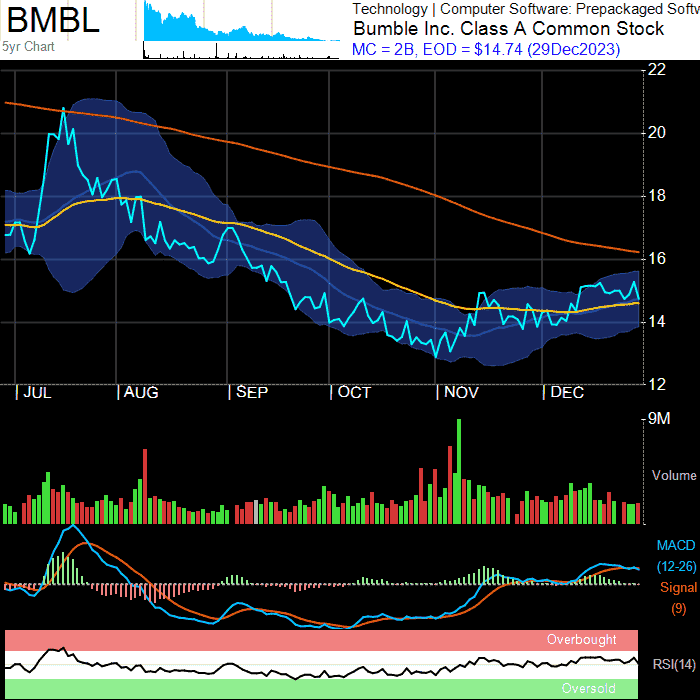 BMBL
5yr Chart
Technology | Computer Software: Prepackaged Softw
Bumble Inc. Class A Common Stock
MC = 2B, EOD = $14.74 (29Dec2023)
22
20
18
16
14
12
| JUL | AUG | SEP | OCT | NOV | DEC
9M
Volume
MACD
(12-26)
Signal
(9)
Overbought
RSI(14)
Oversold